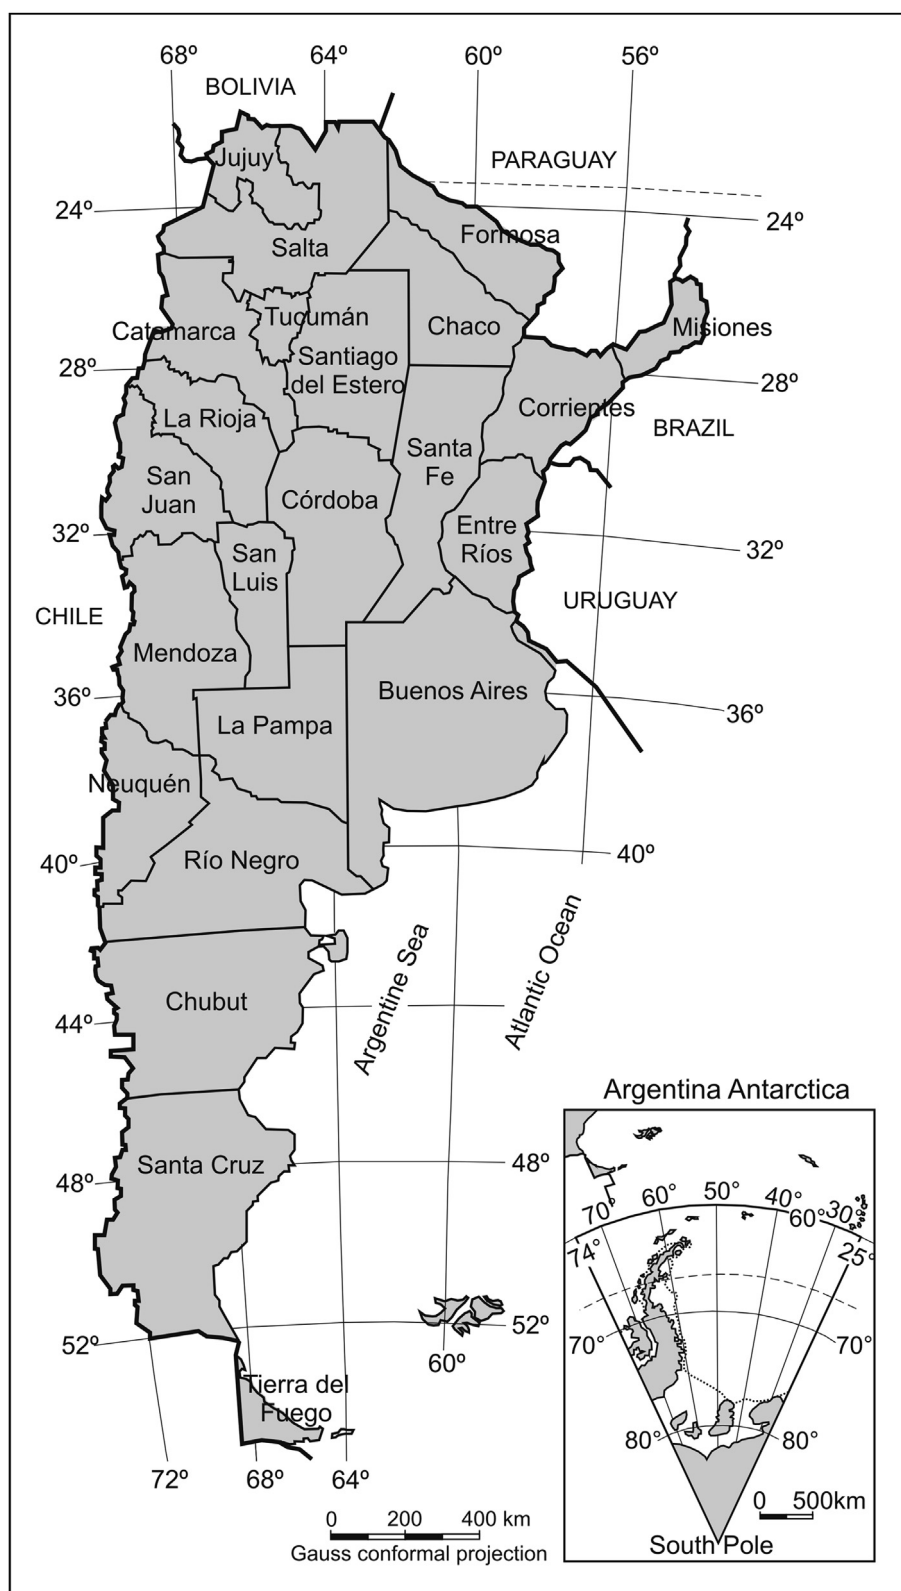 68º 64º 60º 56º
BOLIVIA
Jujuy
PARAGUAY
24º
24º
Formosa
Salta
Tucumán
Chaco
Misiones
Catamarca
Santiago
del Estero
28º
28º
Corrientes
La Rioja
BRAZIL
Santa
Fe
San
Juan
Córdoba
Entre
Ríos
32º
San
Luis
32º
CHILE
URUGUAY
Mendoza
Buenos Aires
36º
36º
La Pampa
Neuquén
40º
Río Negro
40º
Argentine Sea
Atlantic Ocean
Chubut
44º
Santa Cruz
48º
48º
52º
52º
60º
Tierra del
Fuego
72º 68º 64º
0 200 400 km
Gauss conformal projection
Argentina Antarctica
70° 60° 50° 40° 60° 30°
74° 25°
70° 70°
80° 80°
0 500km
South Pole